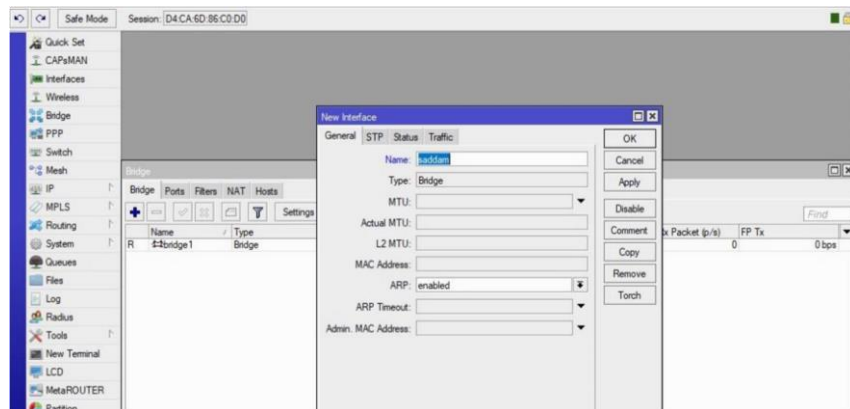 Safe Mode Session: D4:CA:6D:86:C0:D0
Quick Set
CAPsMAN
Interfaces
Wireless
Bridge
PPP
Switch
Mesh
IP
MPLS
Routing
System
Queues
Files
Log
Radius
Tools
New Terminal
LCD
MetaROUTER
Partition
Bridge
Bridge Ports Filters NAT Hosts
Settings
Find
Name Type
Packet (p/s) FP Tx
R bridge1 Bridge 0 0 bps
New Interface
General STP Status Traffic
Name: saddam
Type: Bridge
MTU:
Actual MTU:
L2 MTU:
MAC Address:
ARP: enabled
ARP Timeout:
Admin. MAC Address:
OK
Cancel
Apply
Disable
Comment
Copy
Remove
Torch